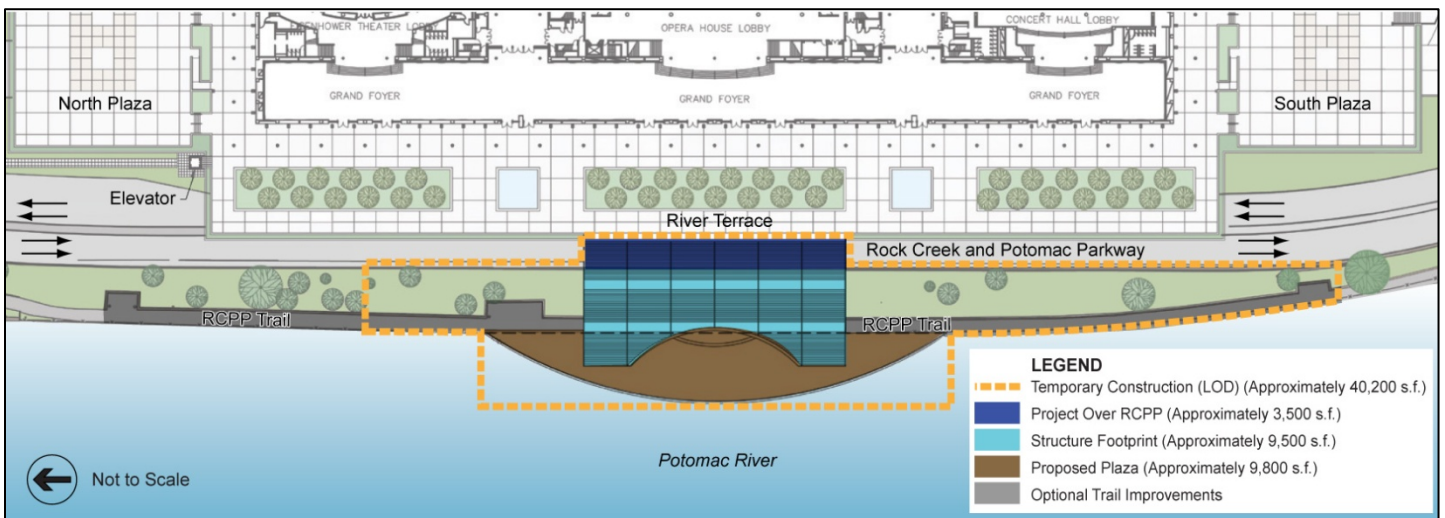 EISENHOWER THEATER LOBBY
OPERA HOUSE LOBBY
CONCERT HALL LOBBY
North Plaza
GRAND FOYER
GRAND FOYER
GRAND FOYER
South Plaza
Elevator
River Terrace
Rock Creek and Potomac Parkway
RCPP Trail
RCPP Trail
LEGEND
Temporary Construction (LOD) (Approximately 40,200 s.f.)
Project Over RCPP (Approximately 3,500 s.f.)
Structure Footprint (Approximately 9,500 s.f.)
Proposed Plaza (Approximately 9,800 s.f.)
Optional Trail Improvements
Potomac River
Not to Scale